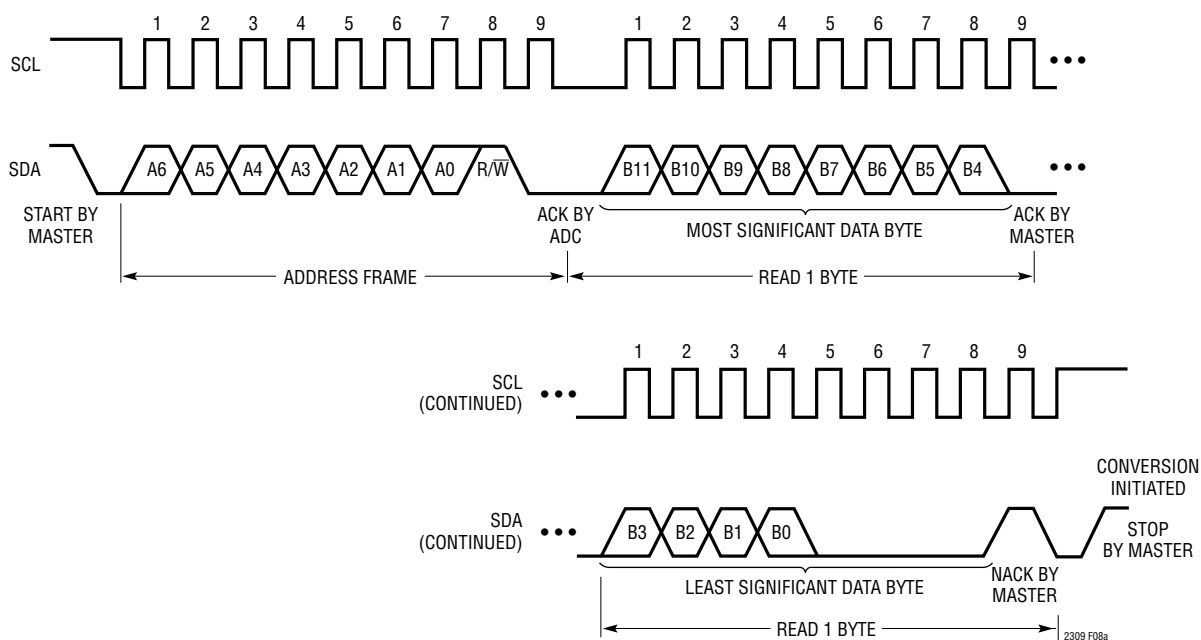 1 2 3 4 5 6 7 8 9 1 2 3 4 5 6 7 8 9
SCL
SDA
A6 A5 A4 A3 A2 A1 A0 R/W̅ B11 B10 B9 B8 B7 B6 B5 B4
START BY
MASTER
ACK BY
ADC
MOST SIGNIFICANT DATA BYTE
ACK BY
MASTER
ADDRESS FRAME
READ 1 BYTE
1 2 3 4 5 6 7 8 9
SCL
(CONTINUED)
CONVERSION
INITIATED
SDA
(CONTINUED)
B3 B2 B1 B0
STOP
BY MASTER
LEAST SIGNIFICANT DATA BYTE
NACK BY
MASTER
READ 1 BYTE
2309 F08a